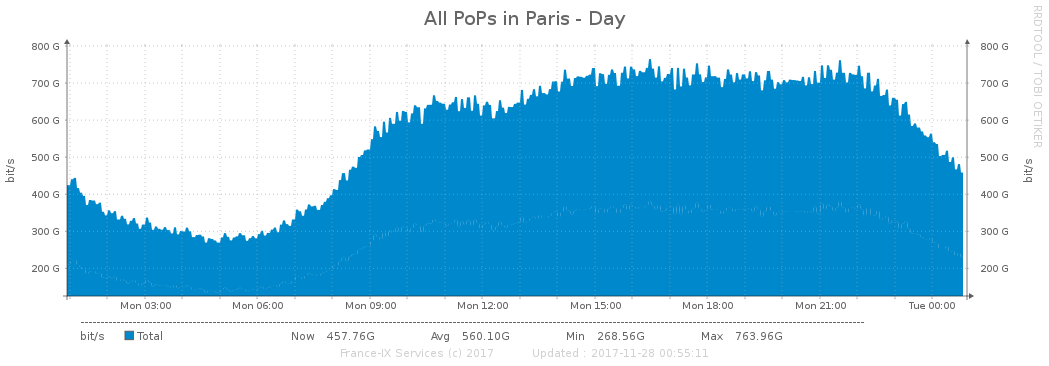 All PoPs in Paris - Day
RRDTOOL / TOBI OETIKER
bit/s
800 G
700 G
600 G
500 G
400 G
300 G
200 G
800 G
700 G
600 G
500 G
400 G
300 G
200 G
bit/s
Mon 03:00 Mon 06:00 Mon 09:00 Mon 12:00 Mon 15:00 Mon 18:00 Mon 21:00 Tue 00:00
bit/s Total Now 457.76G Avg 560.10G Min 268.56G Max 763.96G
France-IX Services (c) 2017 Updated : 2017-11-28 00:55:11